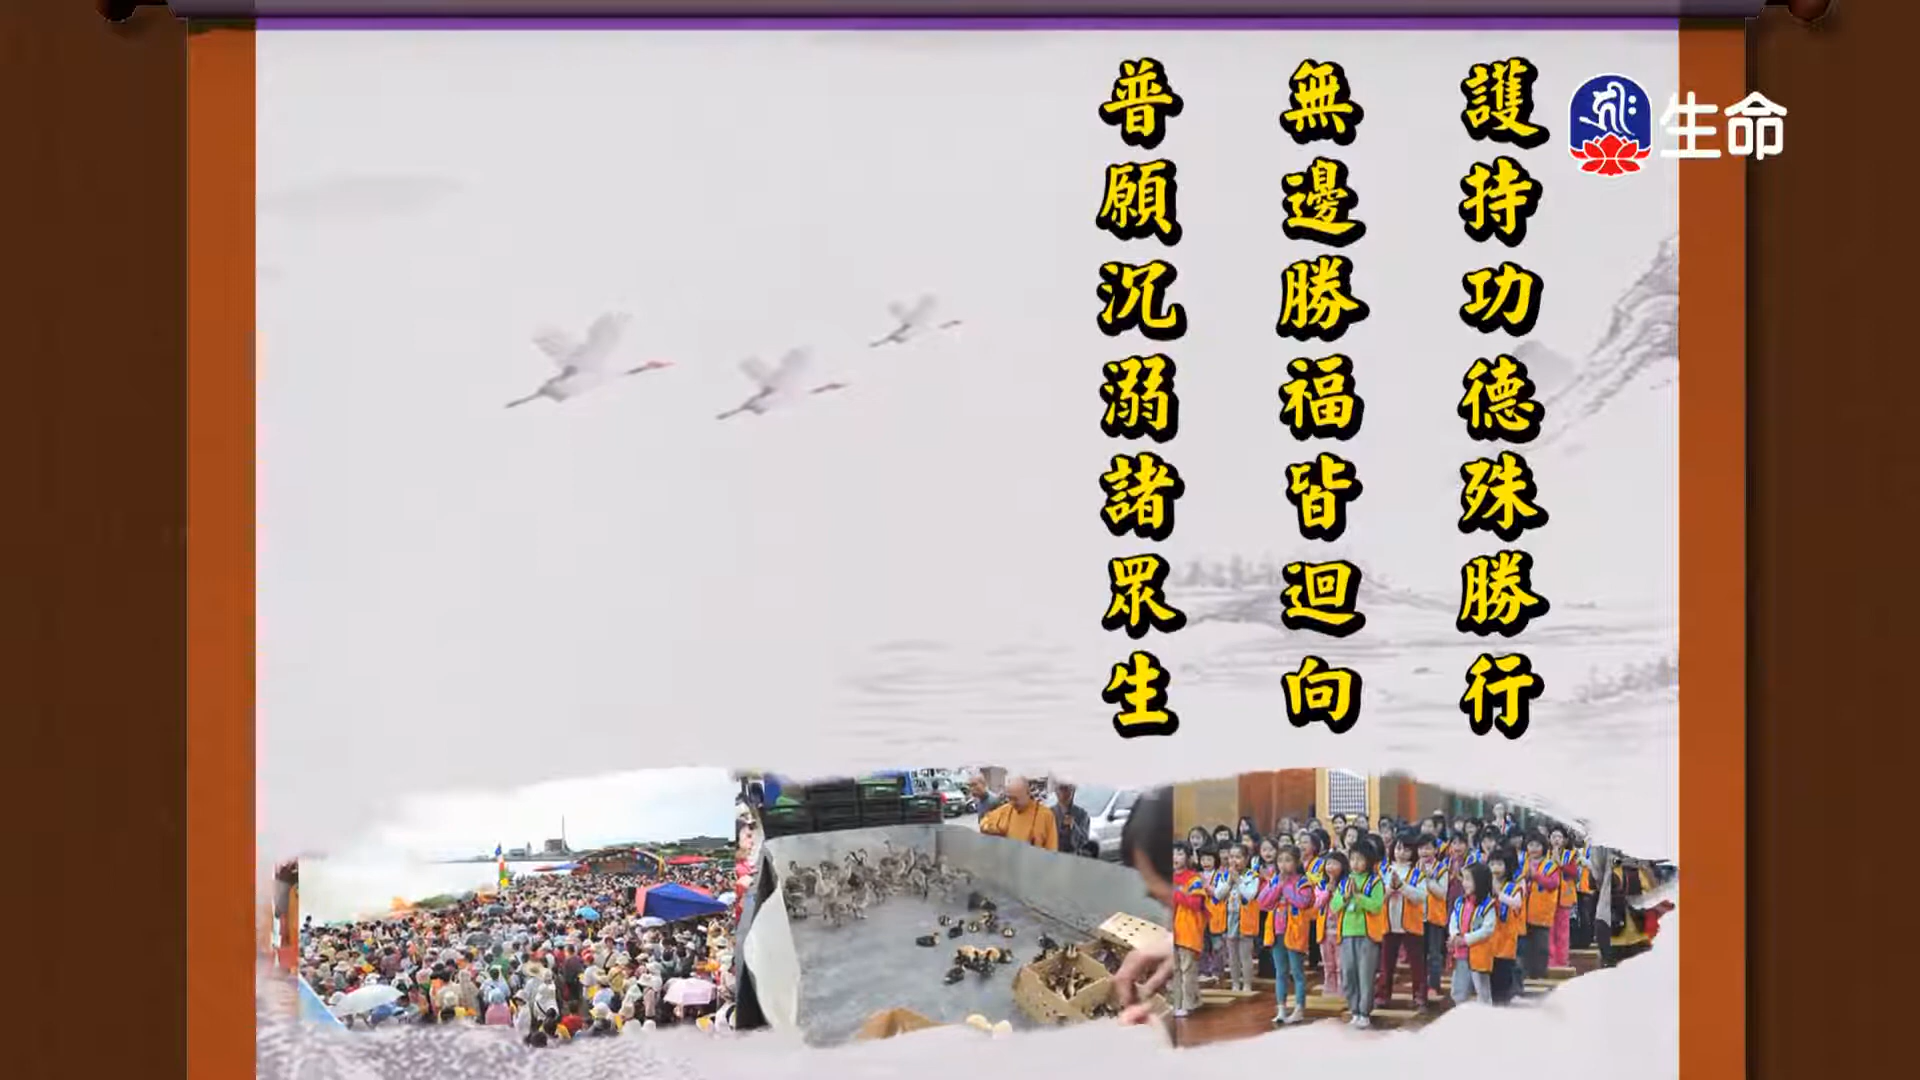 護持功德殊勝行
無邊勝福皆迴向
普願沉溺諸眾生
生命